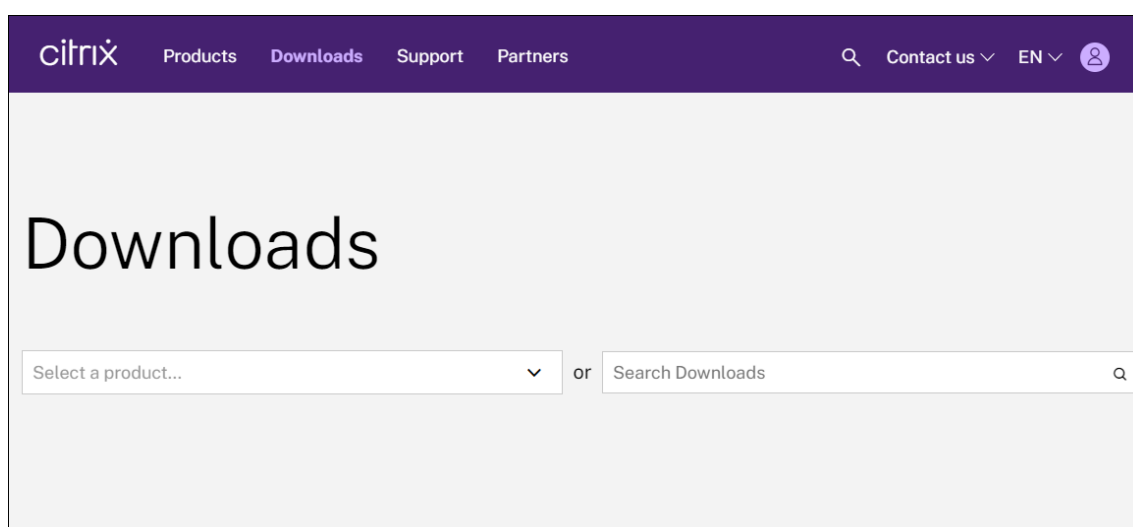 citrix Products Downloads Support Partners Contact us EN
Downloads
Select a product... or Search Downloads